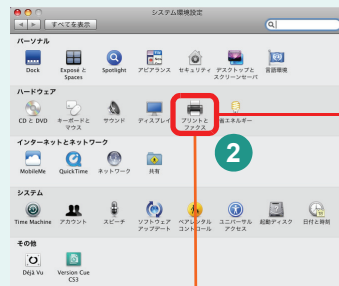 システム環境設定
すべてを表示
パーソナル
Dock
Exposé と
Spaces
Spotlight
アピアランス
セキュリティ
デスクトップと
スクリーンセーバ
言語環境
ハードウェア
CD と DVD
キーボードと
マウス
サウンド
ディスプレイ
プリントと
ファクス
省エネルギー
2
インターネットとネットワーク
MobileMe
QuickTime
ネットワーク
共有
システム
Time Machine
アカウント
スピーチ
ソフトウェア
アップデート
ペアレンタル
コントロール
ユニバーサル
アクセス
起動ディスク
日付と時刻
その他
Déjà Vu
Version Cue
CS3